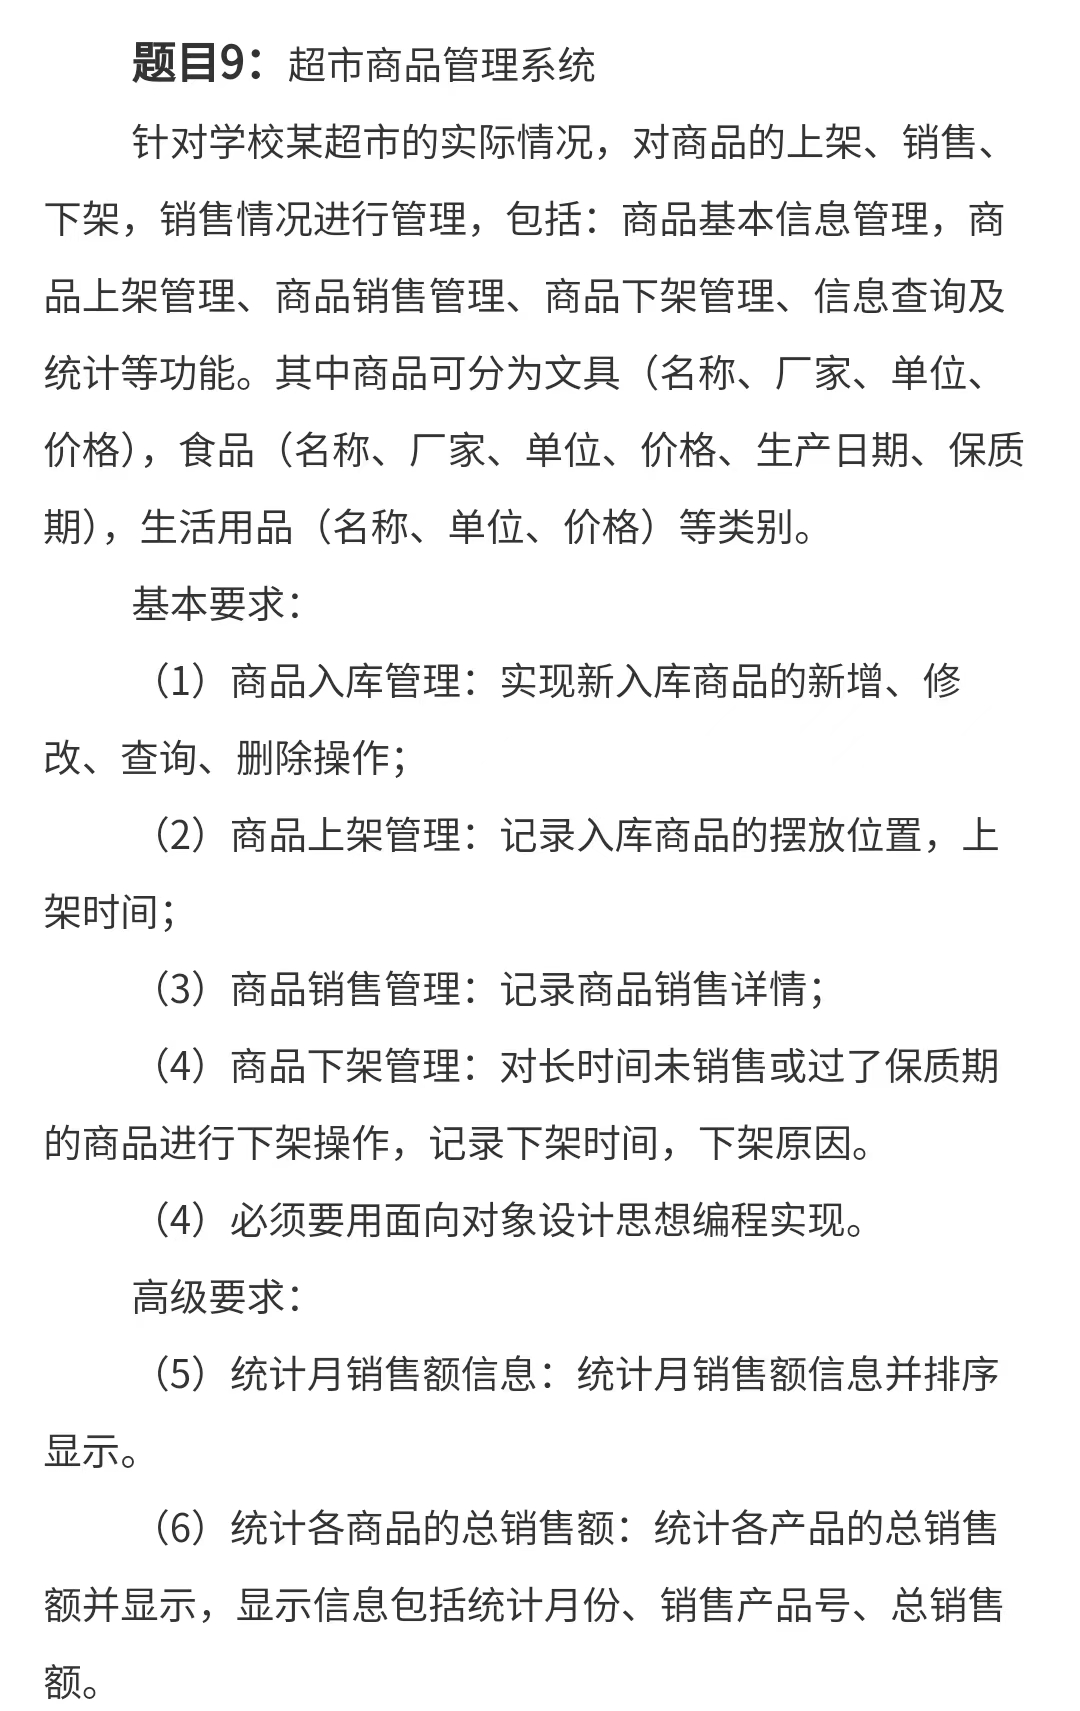 题目9：超市商品管理系统
针对学校某超市的实际情况，对商品的上架、销售、
下架，销售情况进行管理，包括：商品基本信息管理，商
品上架管理、商品销售管理、商品下架管理、信息查询及
统计等功能。其中商品可分为文具（名称、厂家、单位、
价格），食品（名称、厂家、单位、价格、生产日期、保质
期），生活用品（名称、单位、价格）等类别。
基本要求：
（1）商品入库管理：实现新入库商品的新增、修
改、查询、删除操作；
（2）商品上架管理：记录入库商品的摆放位置，上
架时间；
（3）商品销售管理：记录商品销售详情；
（4）商品下架管理：对长时间未销售或过了保质期
的商品进行下架操作，记录下架时间，下架原因。
（4）必须要用面向对象设计思想编程实现。
高级要求：
（5）统计月销售额信息：统计月销售额信息并排序
显示。
（6）统计各商品的总销售额：统计各产品的总销售
额并显示，显示信息包括统计月份、销售产品号、总销售
额。